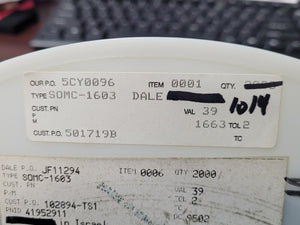 OUR P.O. 5CY0096 ITEM 0001 QTY.
TYPE SOMC-1603 DALE
CUST. PN VAL 39 1014
P 1663 TOL 2
M TC
CUST. P.O. 501719B
DALE P.O. JF11294 ITEM 0006 QTY 2000
TYPE SOMC-1603
CUST. PN VAL 39
P TOL 2
M TC
CUST. P.O. 102894-TS1
PNID 41952911 DC 9502
in Israel